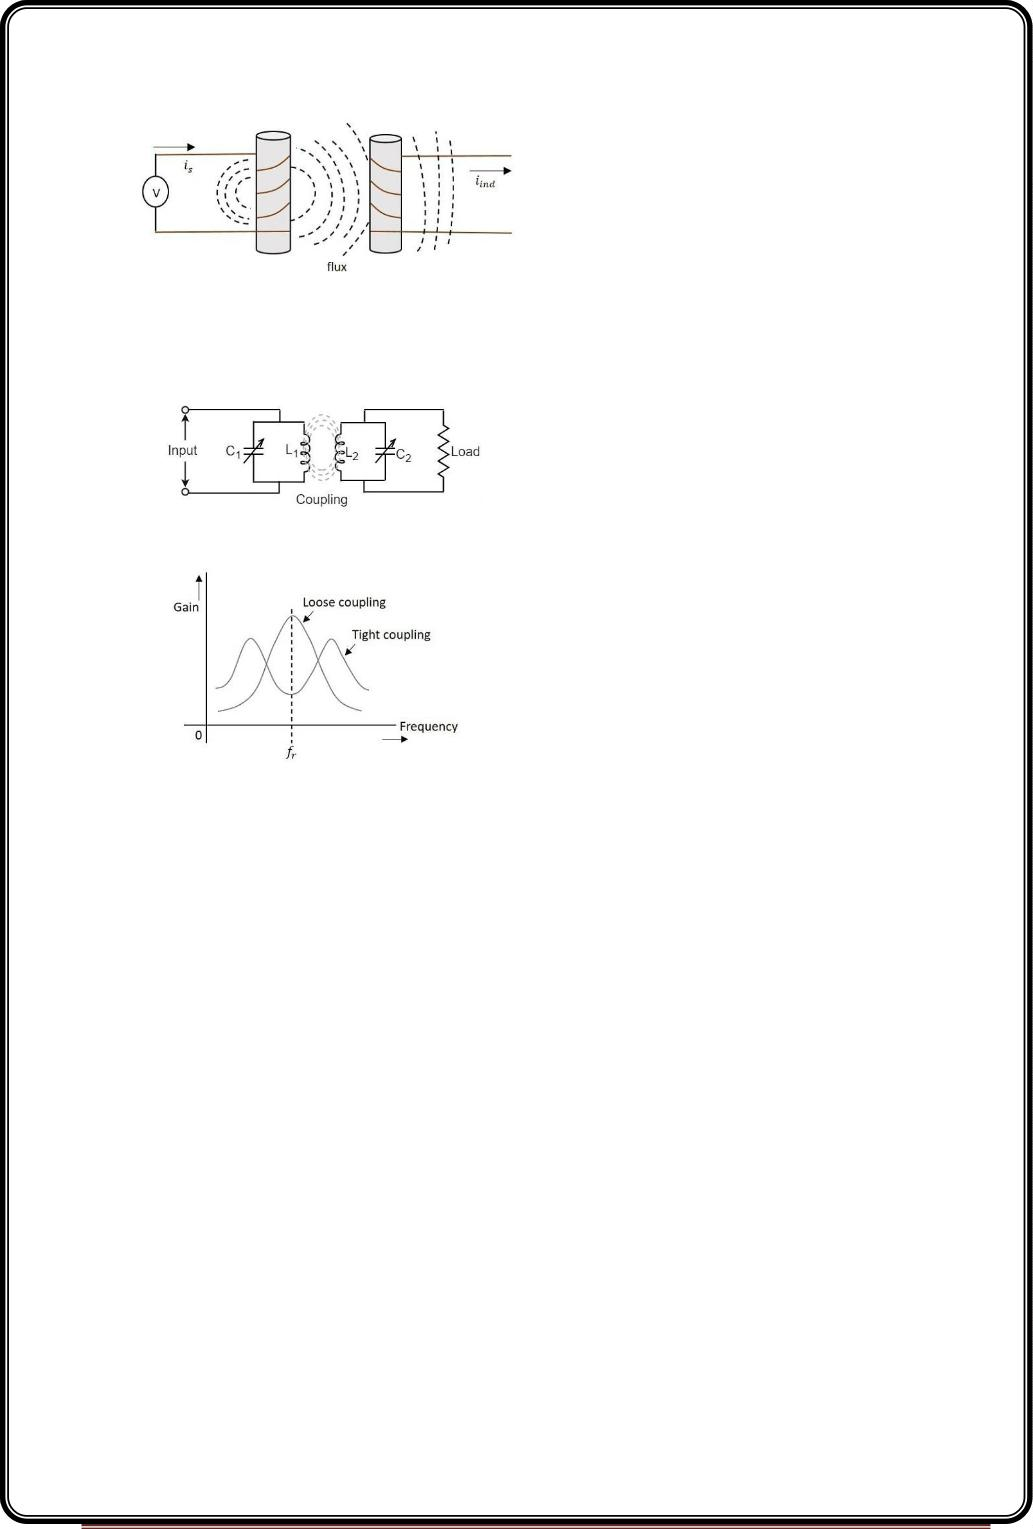 i_s
V
i_ind
flux
Input
C1
L1
L2
C2
Load
Coupling
Gain
Loose coupling
Tight coupling
Frequency
0
f_r